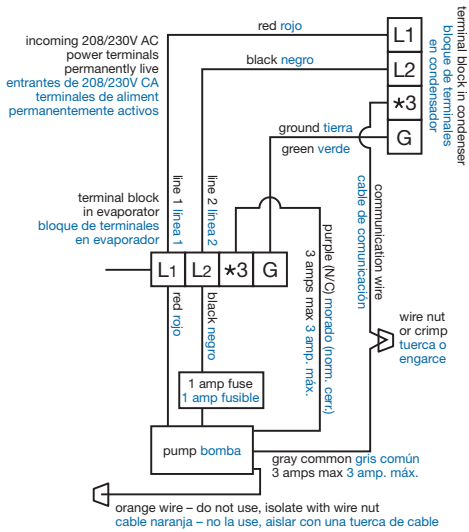 red rojo
L1
incoming 208/230V AC
power terminals
permanently live
entrantes de 208/230V CA
terminales de aliment
permanentemente activos
black negro
L2
*3
ground tierra
green verde
G
terminal block in condenser
bloque de terminales
en condensador
line 1 línea 1
line 2 línea 2
terminal block
in evaporator
bloque de terminales
en evaporador
communication wire
cable de comunicación
L1
L2
*3
G
purple (N/C) morado (norm. cerr.)
3 amps max 3 amp. máx.
red rojo
black negro
wire nut
or crimp
tuerca o
engarce
1 amp fuse
1 amp fusible
pump bomba
gray common gris común
3 amps max 3 amp. máx.
orange wire – do not use, isolate with wire nut
cable naranja – no la use, aislar con una tuerca de cable